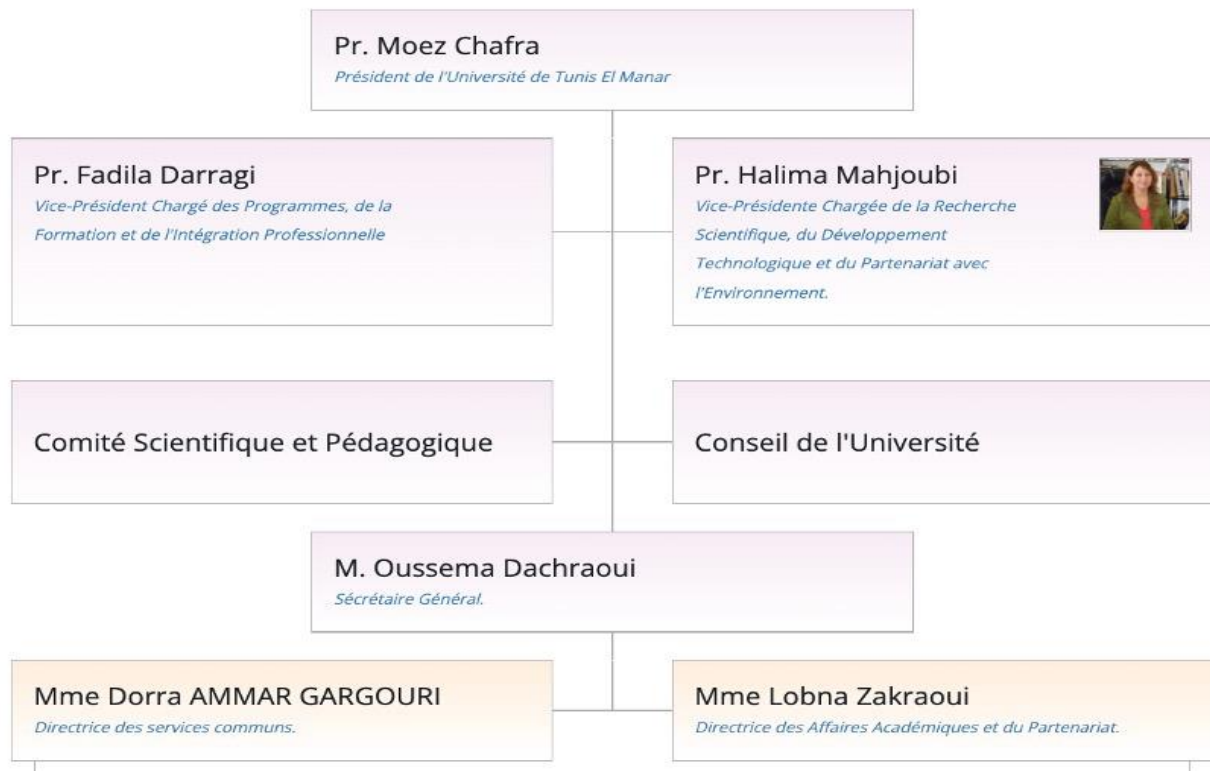 Pr. Moez Chafra
Président de l'Université de Tunis El Manar
Pr. Fadila Darragi
Vice-Président Chargé des Programmes, de la
Formation et de l'Intégration Professionnelle
Pr. Halima Mahjoubi
Vice-Présidente Chargée de la Recherche
Scientifique, du Développement
Technologique et du Partenariat avec
l'Environnement.
Comité Scientifique et Pédagogique
Conseil de l'Université
M. Oussema Dachraoui
Sécrétaire Général.
Mme Dorra AMMAR GARGOURI
Directrice des services communs.
Mme Lobna Zakraoui
Directrice des Affaires Académiques et du Partenariat.